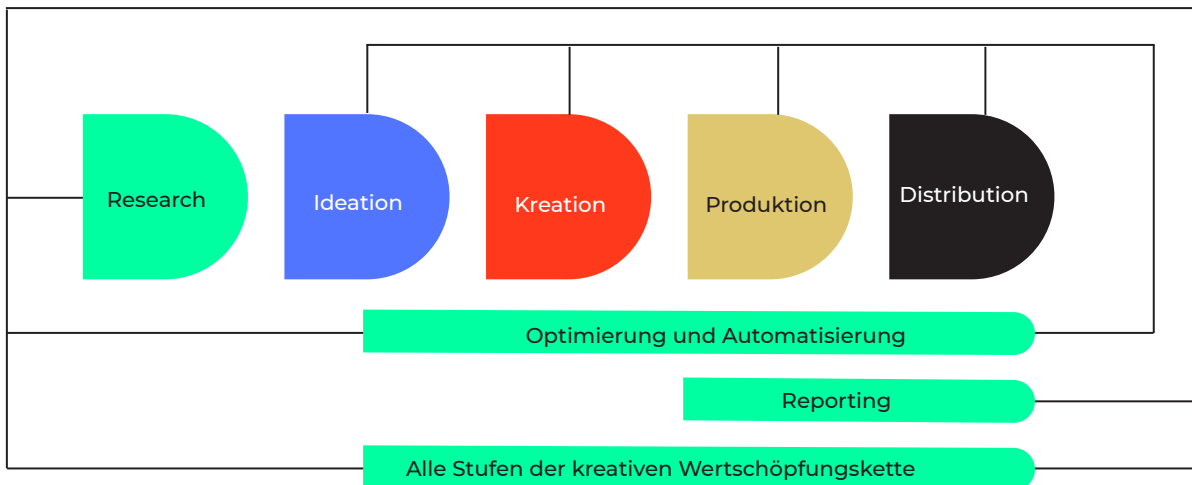 Research
Ideation
Kreation
Produktion
Distribution
Optimierung und Automatisierung
Reporting
Alle Stufen der kreativen Wertschöpfungskette